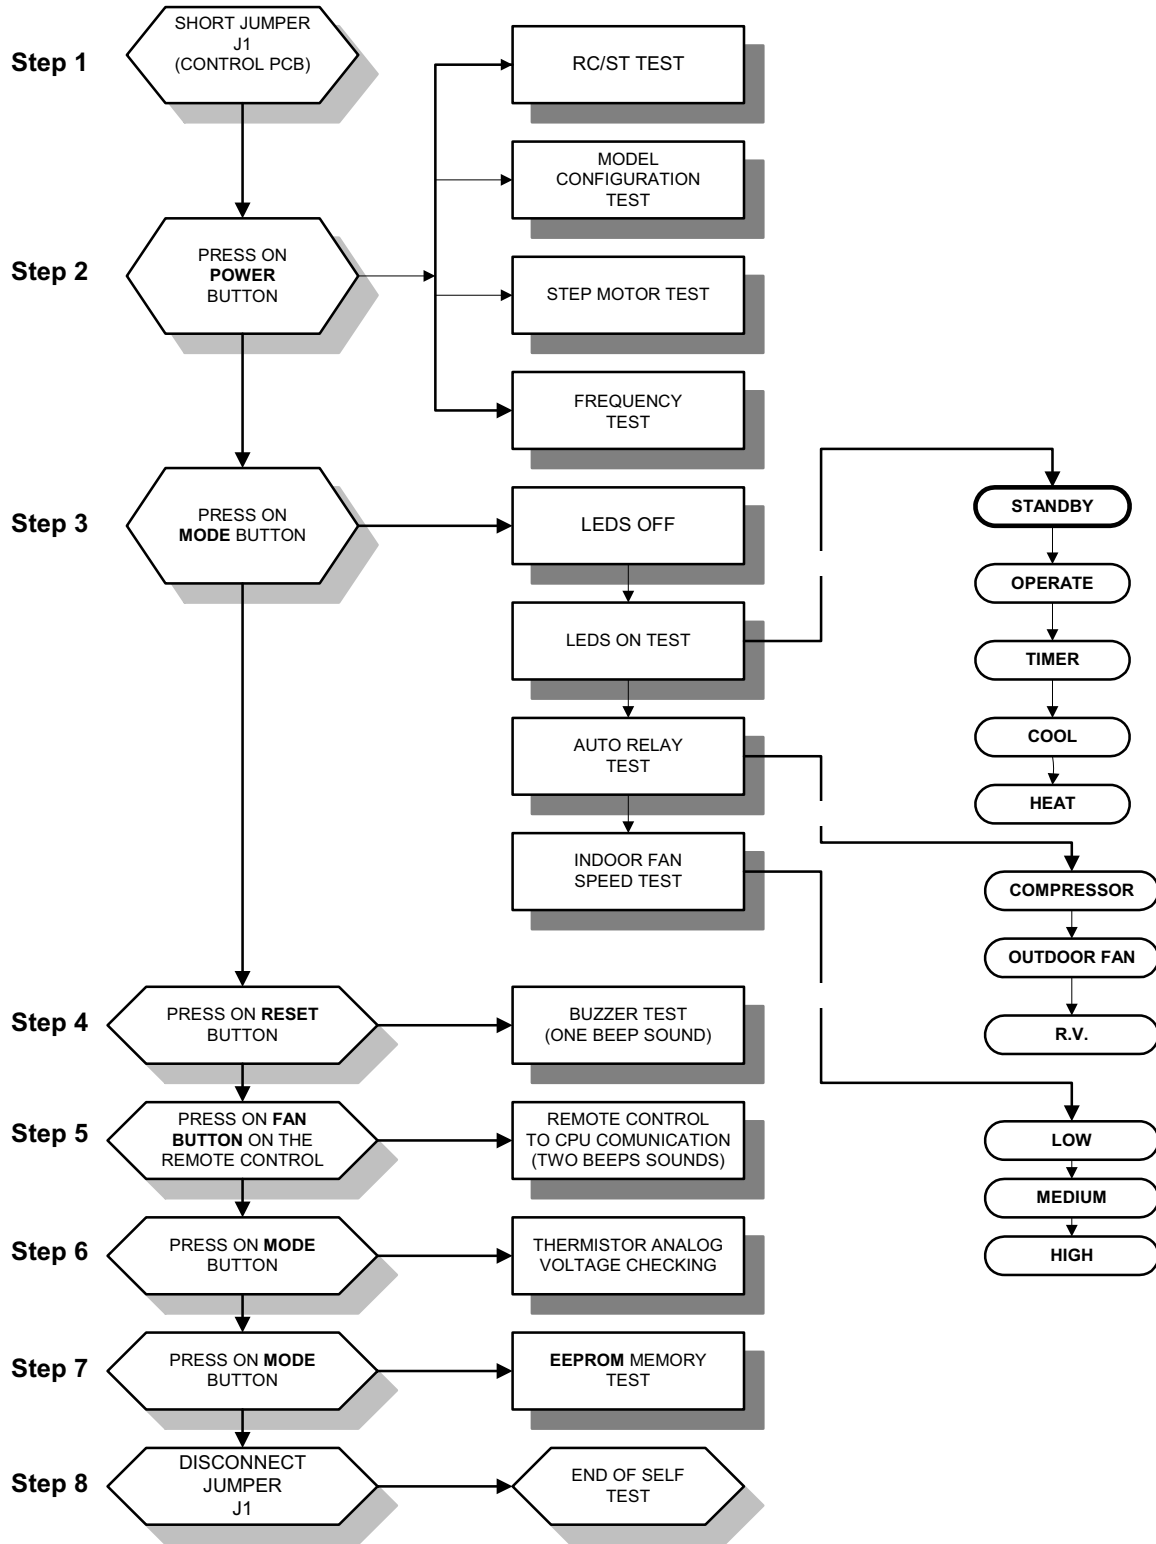 Step 1
SHORT JUMPER
J1
(CONTROL PCB)
RC/ST TEST
MODEL
CONFIGURATION
TEST
Step 2
PRESS ON
POWER
BUTTON
STEP MOTOR TEST
FREQUENCY
TEST
Step 3
PRESS ON
MODE BUTTON
LEDS OFF
LEDS ON TEST
AUTO RELAY
TEST
INDOOR FAN
SPEED TEST
STANDBY
OPERATE
TIMER
COOL
HEAT
COMPRESSOR
OUTDOOR FAN
R.V.
LOW
MEDIUM
HIGH
Step 4
PRESS ON RESET
BUTTON
BUZZER TEST
(ONE BEEP SOUND)
Step 5
PRESS ON FAN
BUTTON ON THE
REMOTE CONTROL
REMOTE CONTROL
TO CPU COMUNICATION
(TWO BEEPS SOUNDS)
Step 6
PRESS ON MODE
BUTTON
THERMISTOR ANALOG
VOLTAGE CHECKING
Step 7
PRESS ON MODE
BUTTON
EEPROM MEMORY
TEST
Step 8
DISCONNECT
JUMPER
J1
END OF SELF
TEST